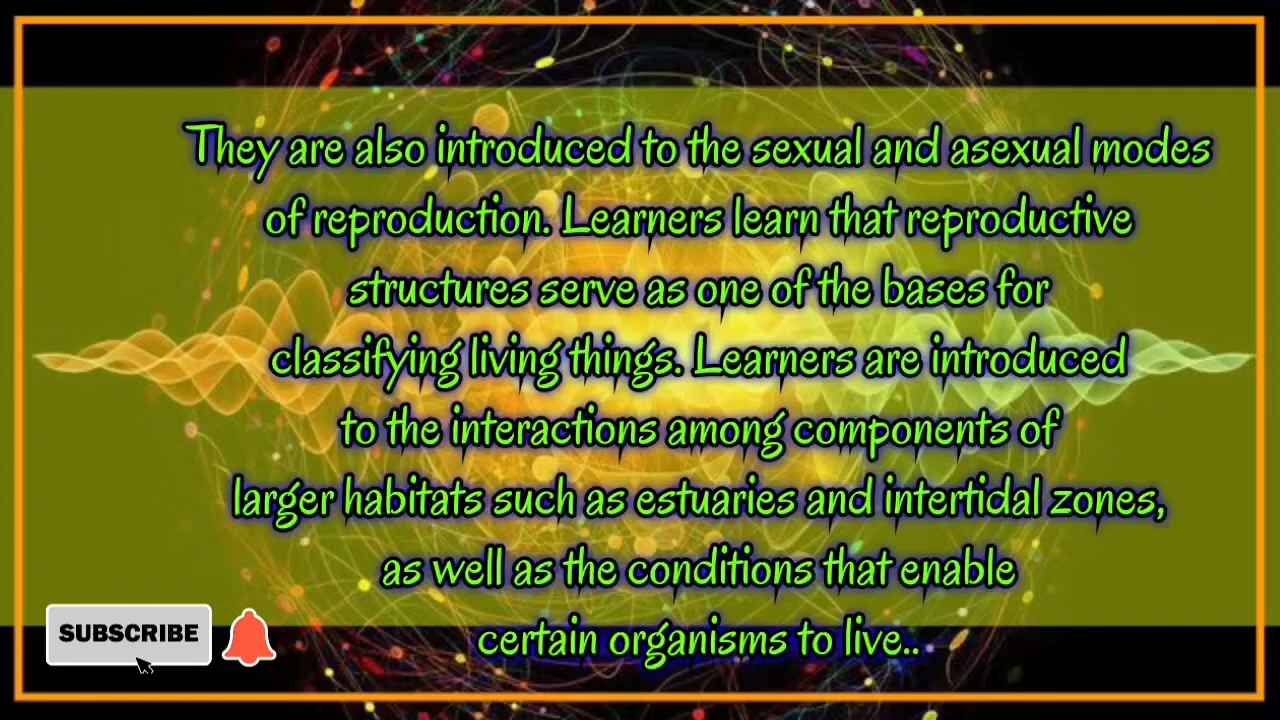 They are also introduced to the sexual and asexual modes
of reproduction. Learners learn that reproductive
structures serve as one of the bases for
classifying living things. Learners are introduced
to the interactions among components of
larger habitats such as estuaries and intertidal zones,
as well as the conditions that enable
certain organisms to live..
SUBSCRIBE